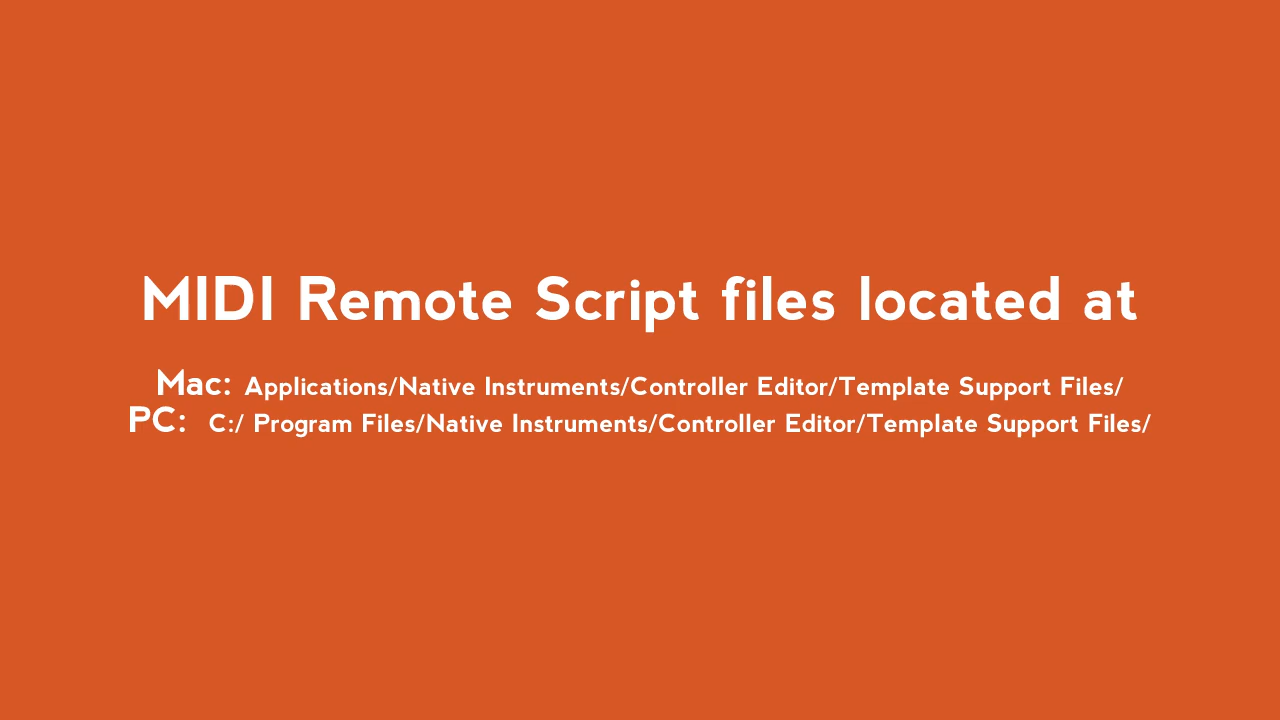 MIDI Remote Script files located at
Mac: Applications/Native Instruments/Controller Editor/Template Support Files/
PC: C:/ Program Files/Native Instruments/Controller Editor/Template Support Files/